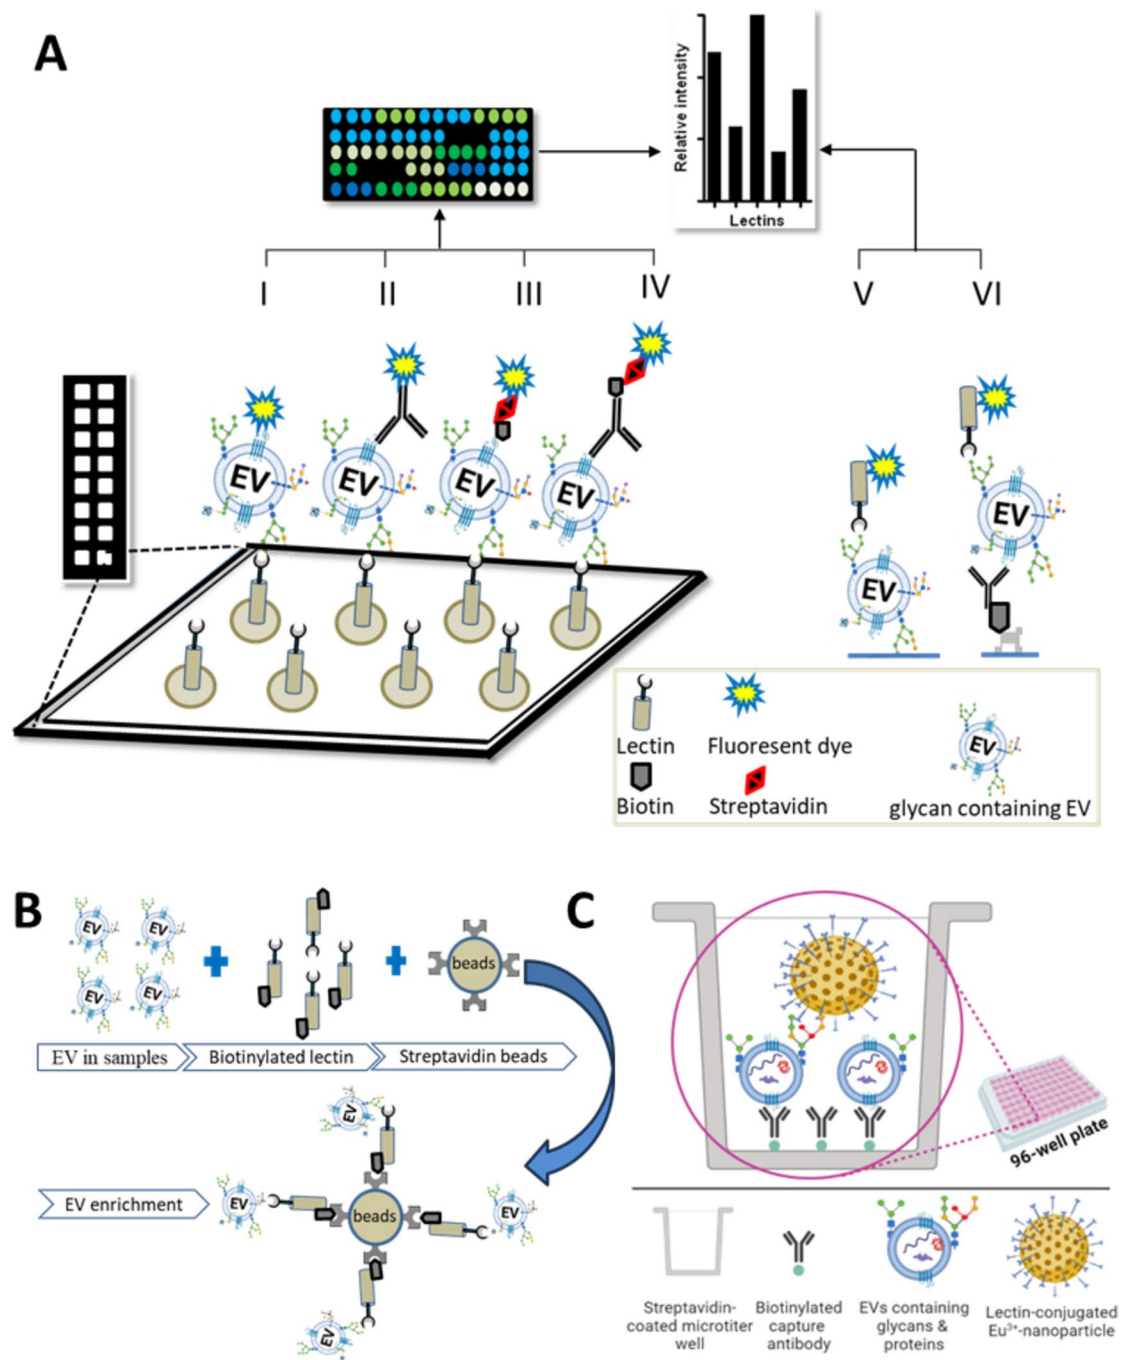 A
Relative intensity
Lectins
I
II
III
IV
V
VI
EV
EV
EV
EV
EV
EV
Lectin
Fluoresent dye
Biotin
Streptavidin
glycan containing EV
EV
B
EV
EV
EV
EV
beads
EV in samples
Biotinylated lectin
Streptavidin beads
EV
EV enrichment
EV
beads
EV
EV
C
96-well plate
Streptavidin-
coated microtiter
well
Biotinylated
capture
antibody
EVs containing
glycans &
proteins
Lectin-conjugated
Eu³⁺-nanoparticle